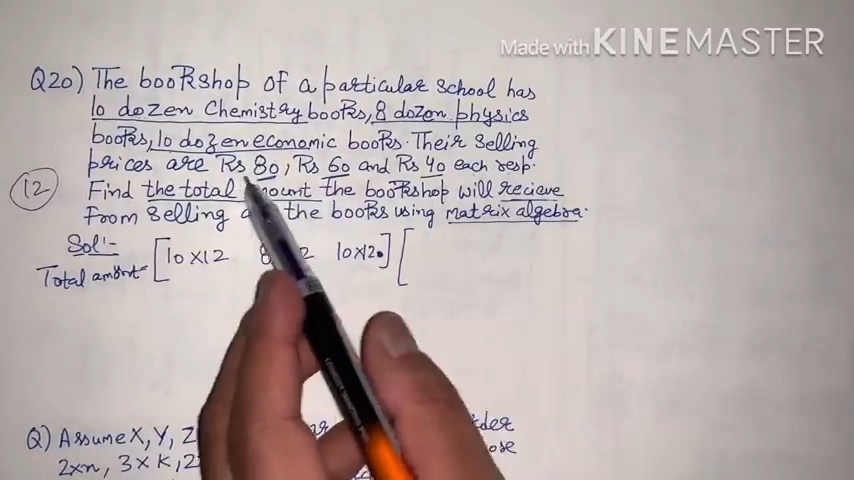 Made with KINEMASTER
Q20) The bookshop of a particular school has
10 dozen Chemistry books, 8 dozen physics
books, 10 dozen economic books. Their selling
prices are Rs 80, Rs 60 and Rs 40 each resp.
12
Find the total amount the bookshop will recieve
From selling the books using matrix algebra.
Sol:-
Total amount = [10 × 12 8 2 10×12] [
Q) Assume X, Y, Z
2xn, 3 × K, 2